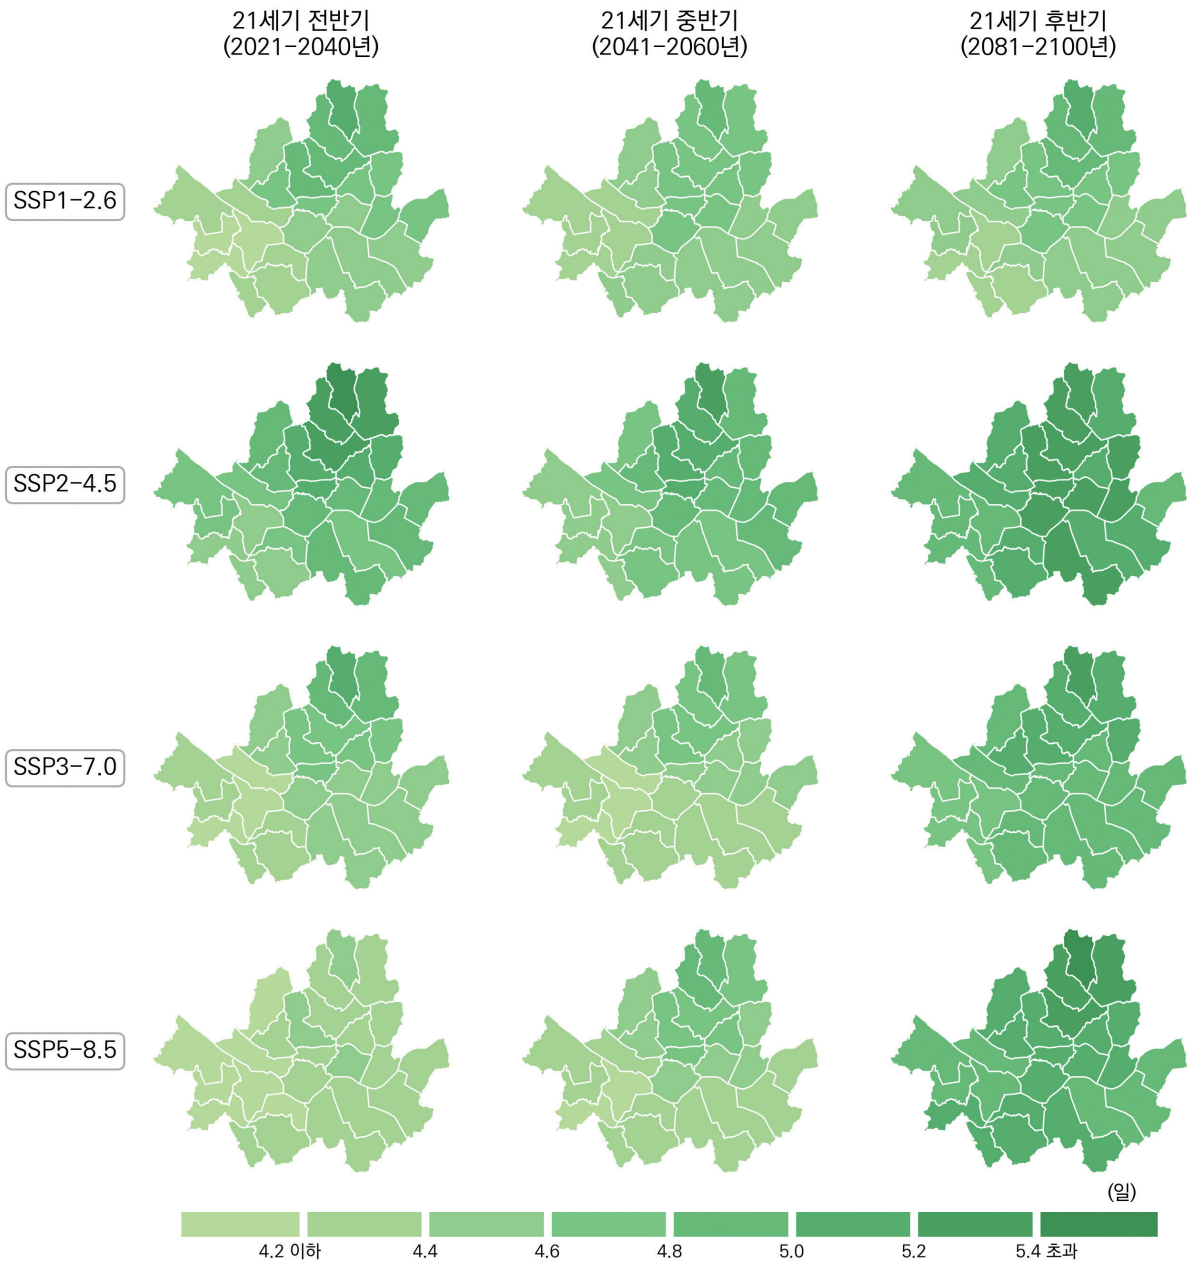 21세기 전반기
(2021-2040년)
21세기 중반기
(2041-2060년)
21세기 후반기
(2081-2100년)
SSP1-2.6
SSP2-4.5
SSP3-7.0
SSP5-8.5
(일)
4.2 이하
4.4
4.6
4.8
5.0
5.2
5.4 초과